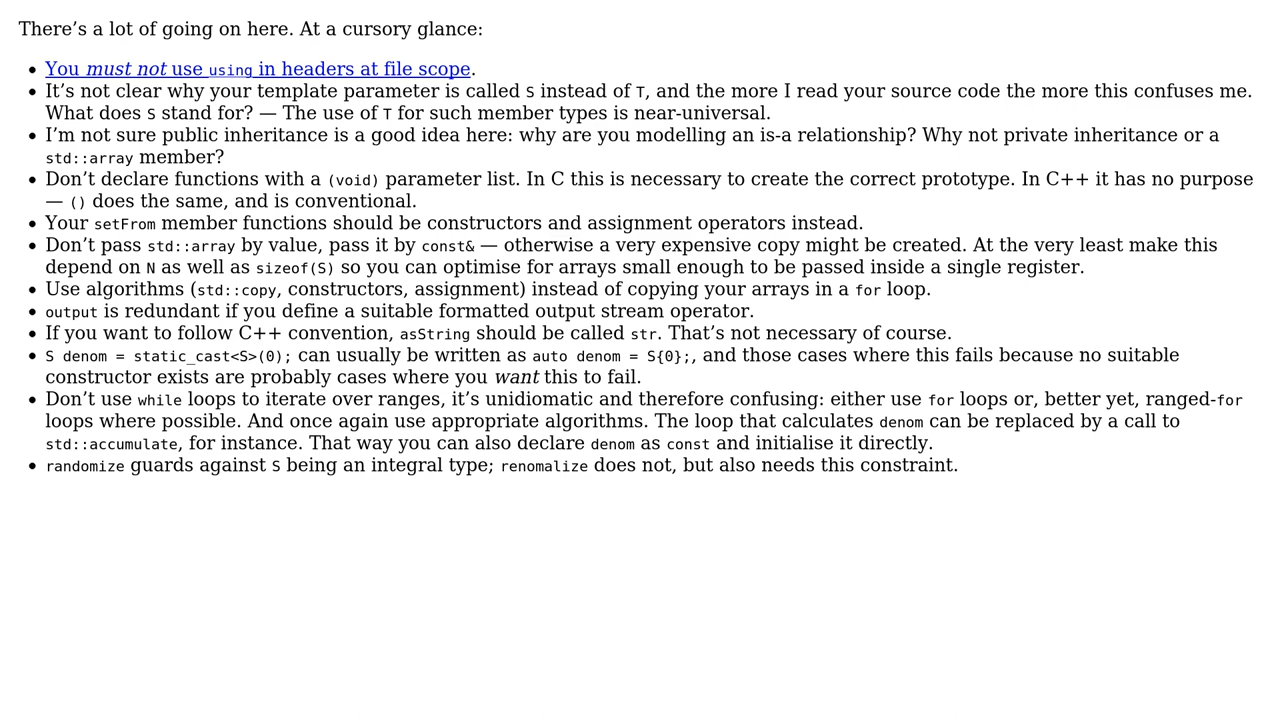 There’s a lot of going on here. At a cursory glance:
• You must not use using in headers at file scope.
• It’s not clear why your template parameter is called S instead of T, and the more I read your source code the more this confuses me.
What does S stand for? — The use of T for such member types is near-universal.
• I’m not sure public inheritance is a good idea here: why are you modelling an is-a relationship? Why not private inheritance or a
std::array member?
• Don’t declare functions with a (void) parameter list. In C this is necessary to create the correct prototype. In C++ it has no purpose
— () does the same, and is conventional.
• Your setFrom member functions should be constructors and assignment operators instead.
• Don’t pass std::array by value, pass it by const& — otherwise a very expensive copy might be created. At the very least make this
depend on N as well as sizeof(S) so you can optimise for arrays small enough to be passed inside a single register.
• Use algorithms (std::copy, constructors, assignment) instead of copying your arrays in a for loop.
• output is redundant if you define a suitable formatted output stream operator.
• If you want to follow C++ convention, asString should be called str. That’s not necessary of course.
• S denom = static_cast<S>(0); can usually be written as auto denom = S{0};, and those cases where this fails because no suitable
constructor exists are probably cases where you want this to fail.
• Don’t use while loops to iterate over ranges, it’s unidiomatic and therefore confusing: either use for loops or, better yet, ranged-for
loops where possible. And once again use appropriate algorithms. The loop that calculates denom can be replaced by a call to
std::accumulate, for instance. That way you can also declare denom as const and initialise it directly.
• randomize guards against S being an integral type; renomalize does not, but also needs this constraint.